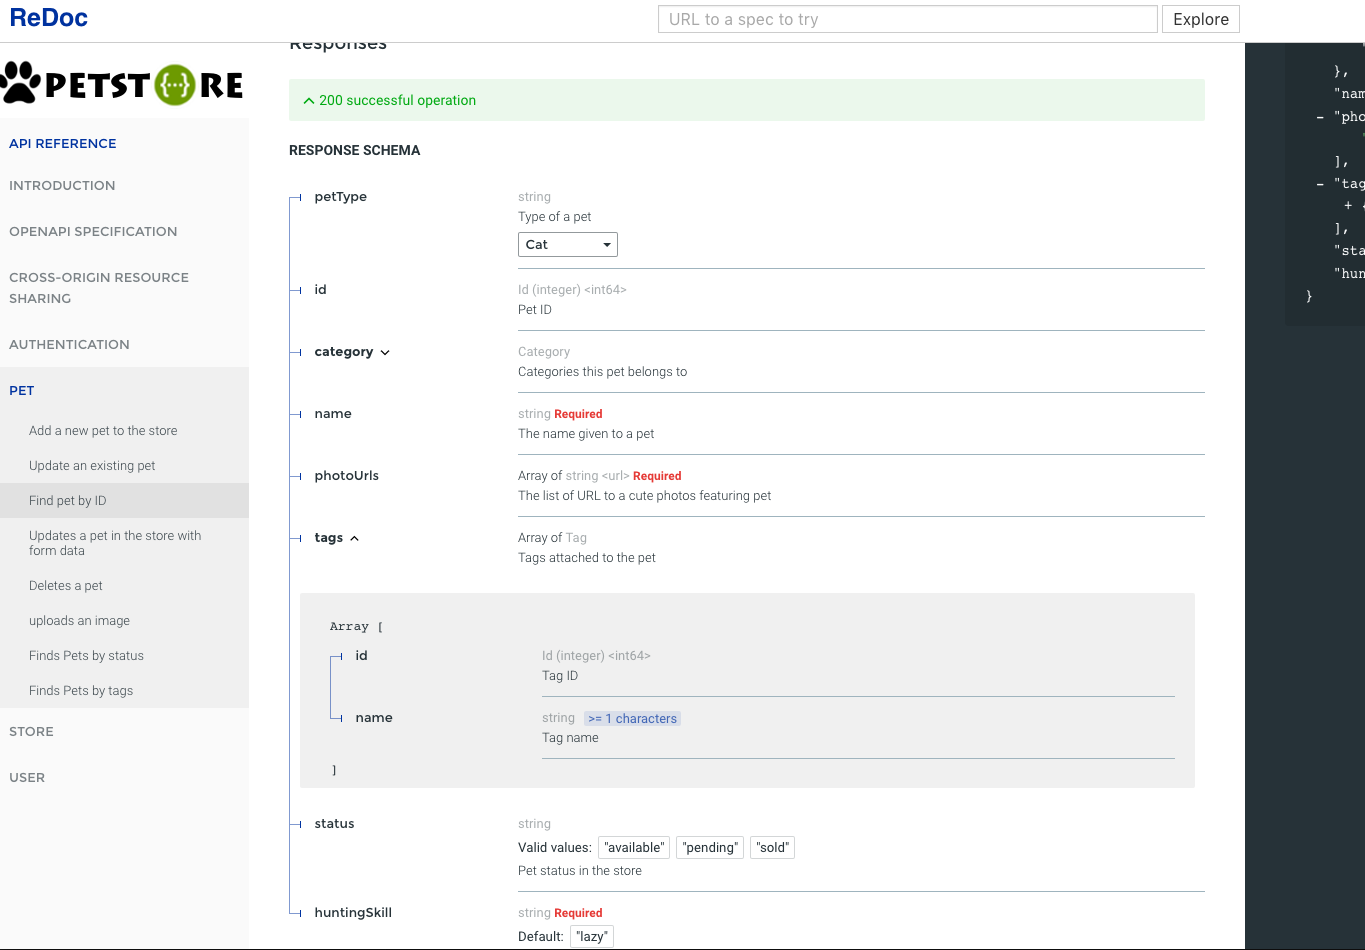 ReDoc
URL to a spec to try
Explore
PETST{...}RE
API REFERENCE
INTRODUCTION
OPENAPI SPECIFICATION
CROSS-ORIGIN RESOURCE
SHARING
AUTHENTICATION
PET
Add a new pet to the store
Update an existing pet
Find pet by ID
Updates a pet in the store with
form data
Deletes a pet
uploads an image
Finds Pets by status
Finds Pets by tags
STORE
USER
Responses
200 successful operation
RESPONSE SCHEMA
petType string
Type of a pet
Cat
id Id (integer) <int64>
Pet ID
category Category
Categories this pet belongs to
name string Required
The name given to a pet
photoUrls Array of string <url> Required
The list of URL to a cute photos featuring pet
tags Array of Tag
Tags attached to the pet
Array [
id Id (integer) <int64>
Tag ID
name string >= 1 characters
Tag name
]
status string
Valid values: "available" "pending" "sold"
Pet status in the store
huntingSkill string Required
Default: "lazy"
},
"nam
- "pho
],
- "tag
+ {
],
"sta
"hun
}